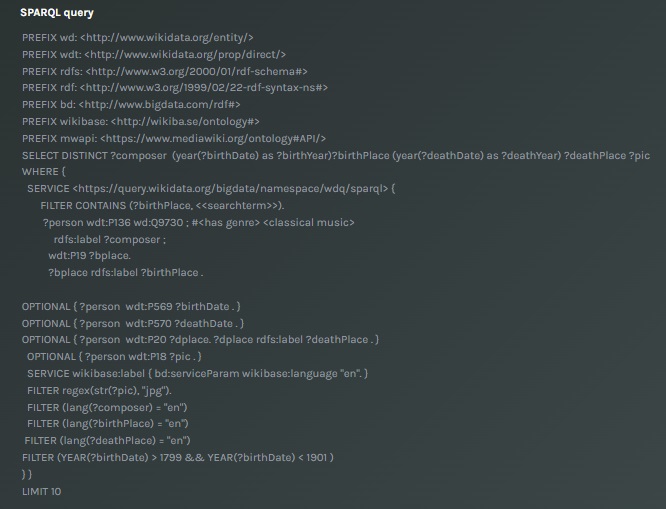 SPARQL query
PREFIX wd: <http://www.wikidata.org/entity/>
PREFIX wdt: <http://www.wikidata.org/prop/direct/>
PREFIX rdfs: <http://www.w3.org/2000/01/rdf-schema#>
PREFIX rdf: <http://www.w3.org/1999/02/22-rdf-syntax-ns#>
PREFIX bd: <http://www.bigdata.com/rdf#>
PREFIX wikibase: <http://wikiba.se/ontology#>
PREFIX mwapi: <https://www.mediawiki.org/ontology#API/>
SELECT DISTINCT ?composer (year(?birthDate) as ?birthYear)?birthPlace (year(?deathDate) as ?deathYear) ?deathPlace ?pic
WHERE {
SERVICE <https://query.wikidata.org/bigdata/namespace/wdq/sparql> {
FILTER CONTAINS (?birthPlace, <<searchterm>>).
?person wdt:P136 wd:Q9730 ; #<has genre> <classical music>
rdfs:label ?composer ;
wdt:P19 ?bplace.
?bplace rdfs:label ?birthPlace .
OPTIONAL { ?person wdt:P569 ?birthDate . }
OPTIONAL { ?person wdt:P570 ?deathDate . }
OPTIONAL { ?person wdt:P20 ?dplace. ?dplace rdfs:label ?deathPlace . }
OPTIONAL { ?person wdt:P18 ?pic . }
SERVICE wikibase:label { bd:serviceParam wikibase:language "en". }
FILTER regex(str(?pic), "jpg").
FILTER (lang(?composer) = "en")
FILTER (lang(?birthPlace) = "en")
FILTER (lang(?deathPlace) = "en")
FILTER (YEAR(?birthDate) > 1799 && YEAR(?birthDate) < 1901 )
} }
LIMIT 10